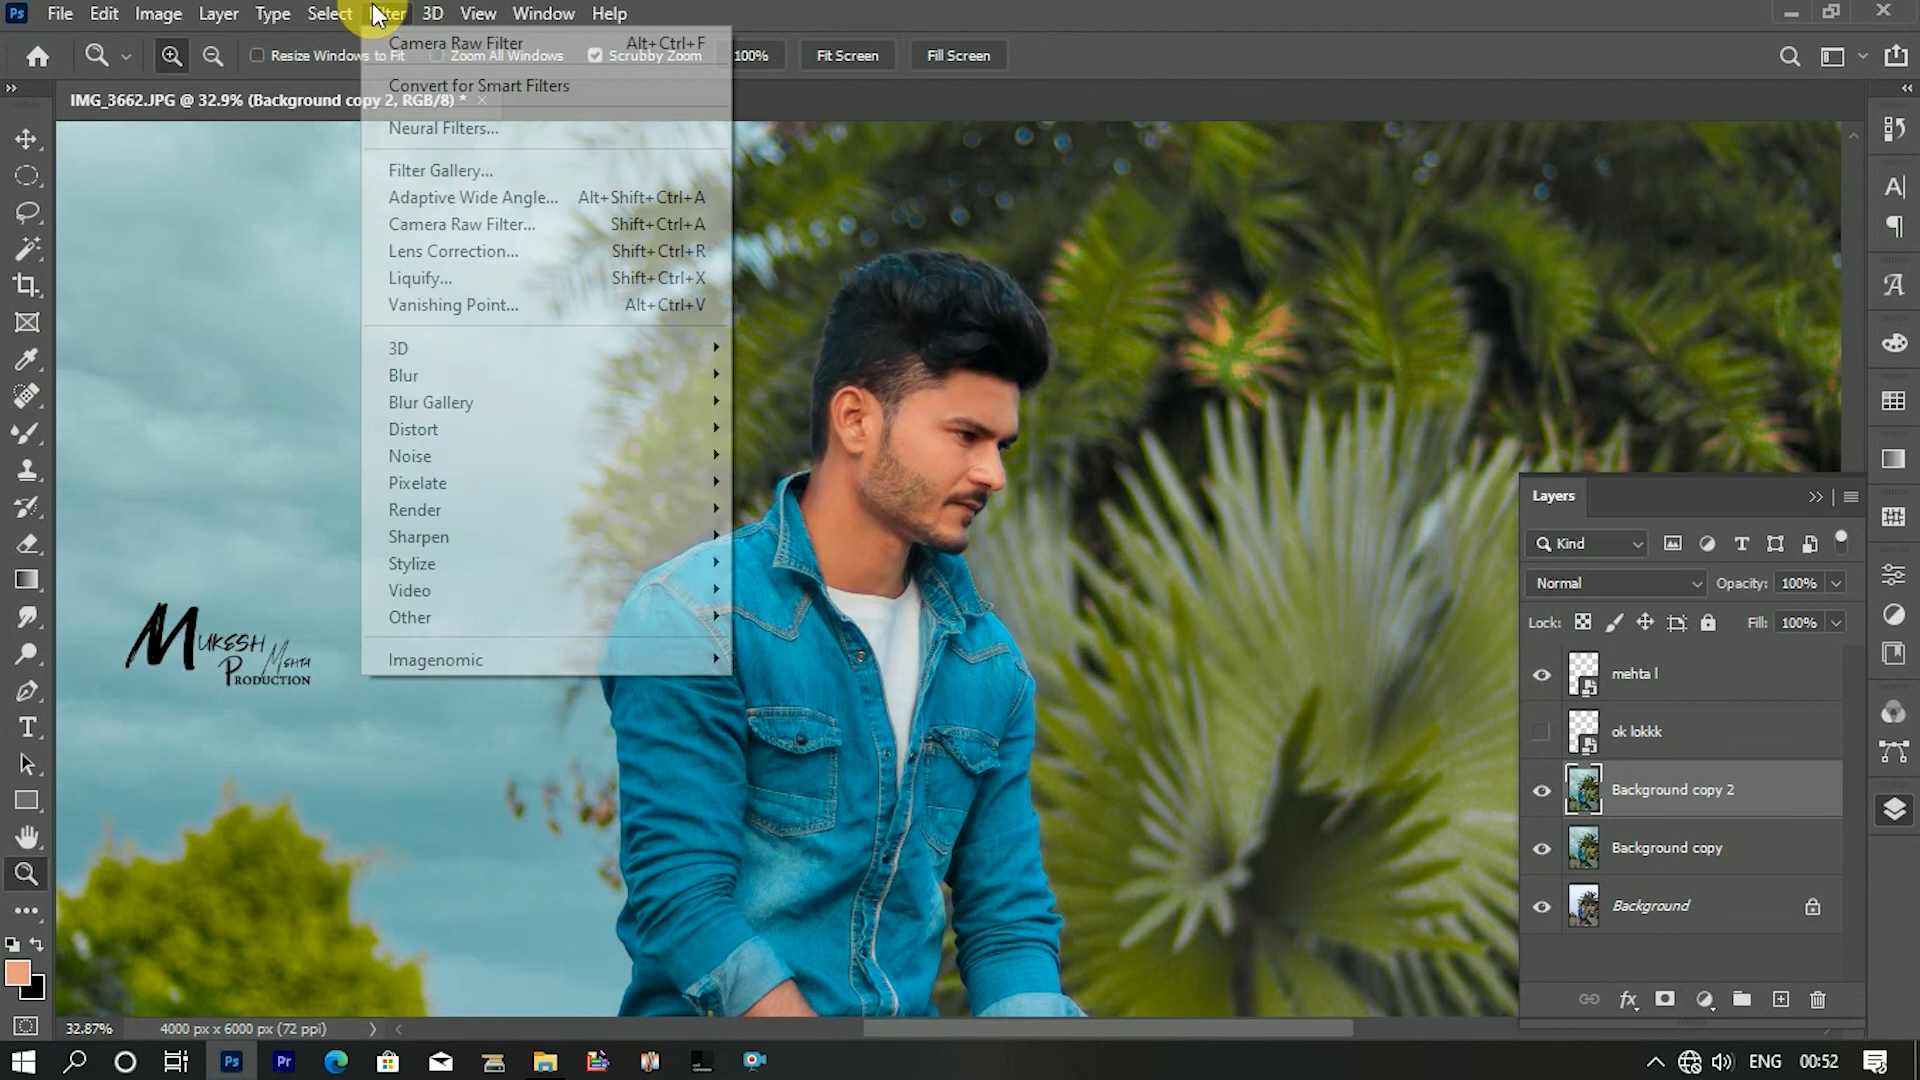 Ps File Edit Image Layer Type Select Filter 3D View Window Help
Resize Windows to Fit Zoom All Windows Scrubby Zoom 100% Fit Screen Fill Screen
IMG_3662.JPG @ 32.9% (Background copy 2, RGB/8) * ×
Camera Raw Filter Alt+Ctrl+F
Convert for Smart Filters
Neural Filters...
Filter Gallery...
Adaptive Wide Angle... Alt+Shift+Ctrl+A
Camera Raw Filter... Shift+Ctrl+A
Lens Correction... Shift+Ctrl+R
Liquify... Shift+Ctrl+X
Vanishing Point... Alt+Ctrl+V
3D
Blur
Blur Gallery
Distort
Noise
Pixelate
Render
Sharpen
Stylize
Video
Other
Imagenomic
MUKESH
MEHTA
PRODUCTION
Layers
Kind
Normal Opacity: 100%
Lock: Fill: 100%
mehta l
ok lokkk
Background copy 2
Background copy
Background
fx
32.87% 4000 px x 6000 px (72 ppi)
Ps Pr ENG 00:52